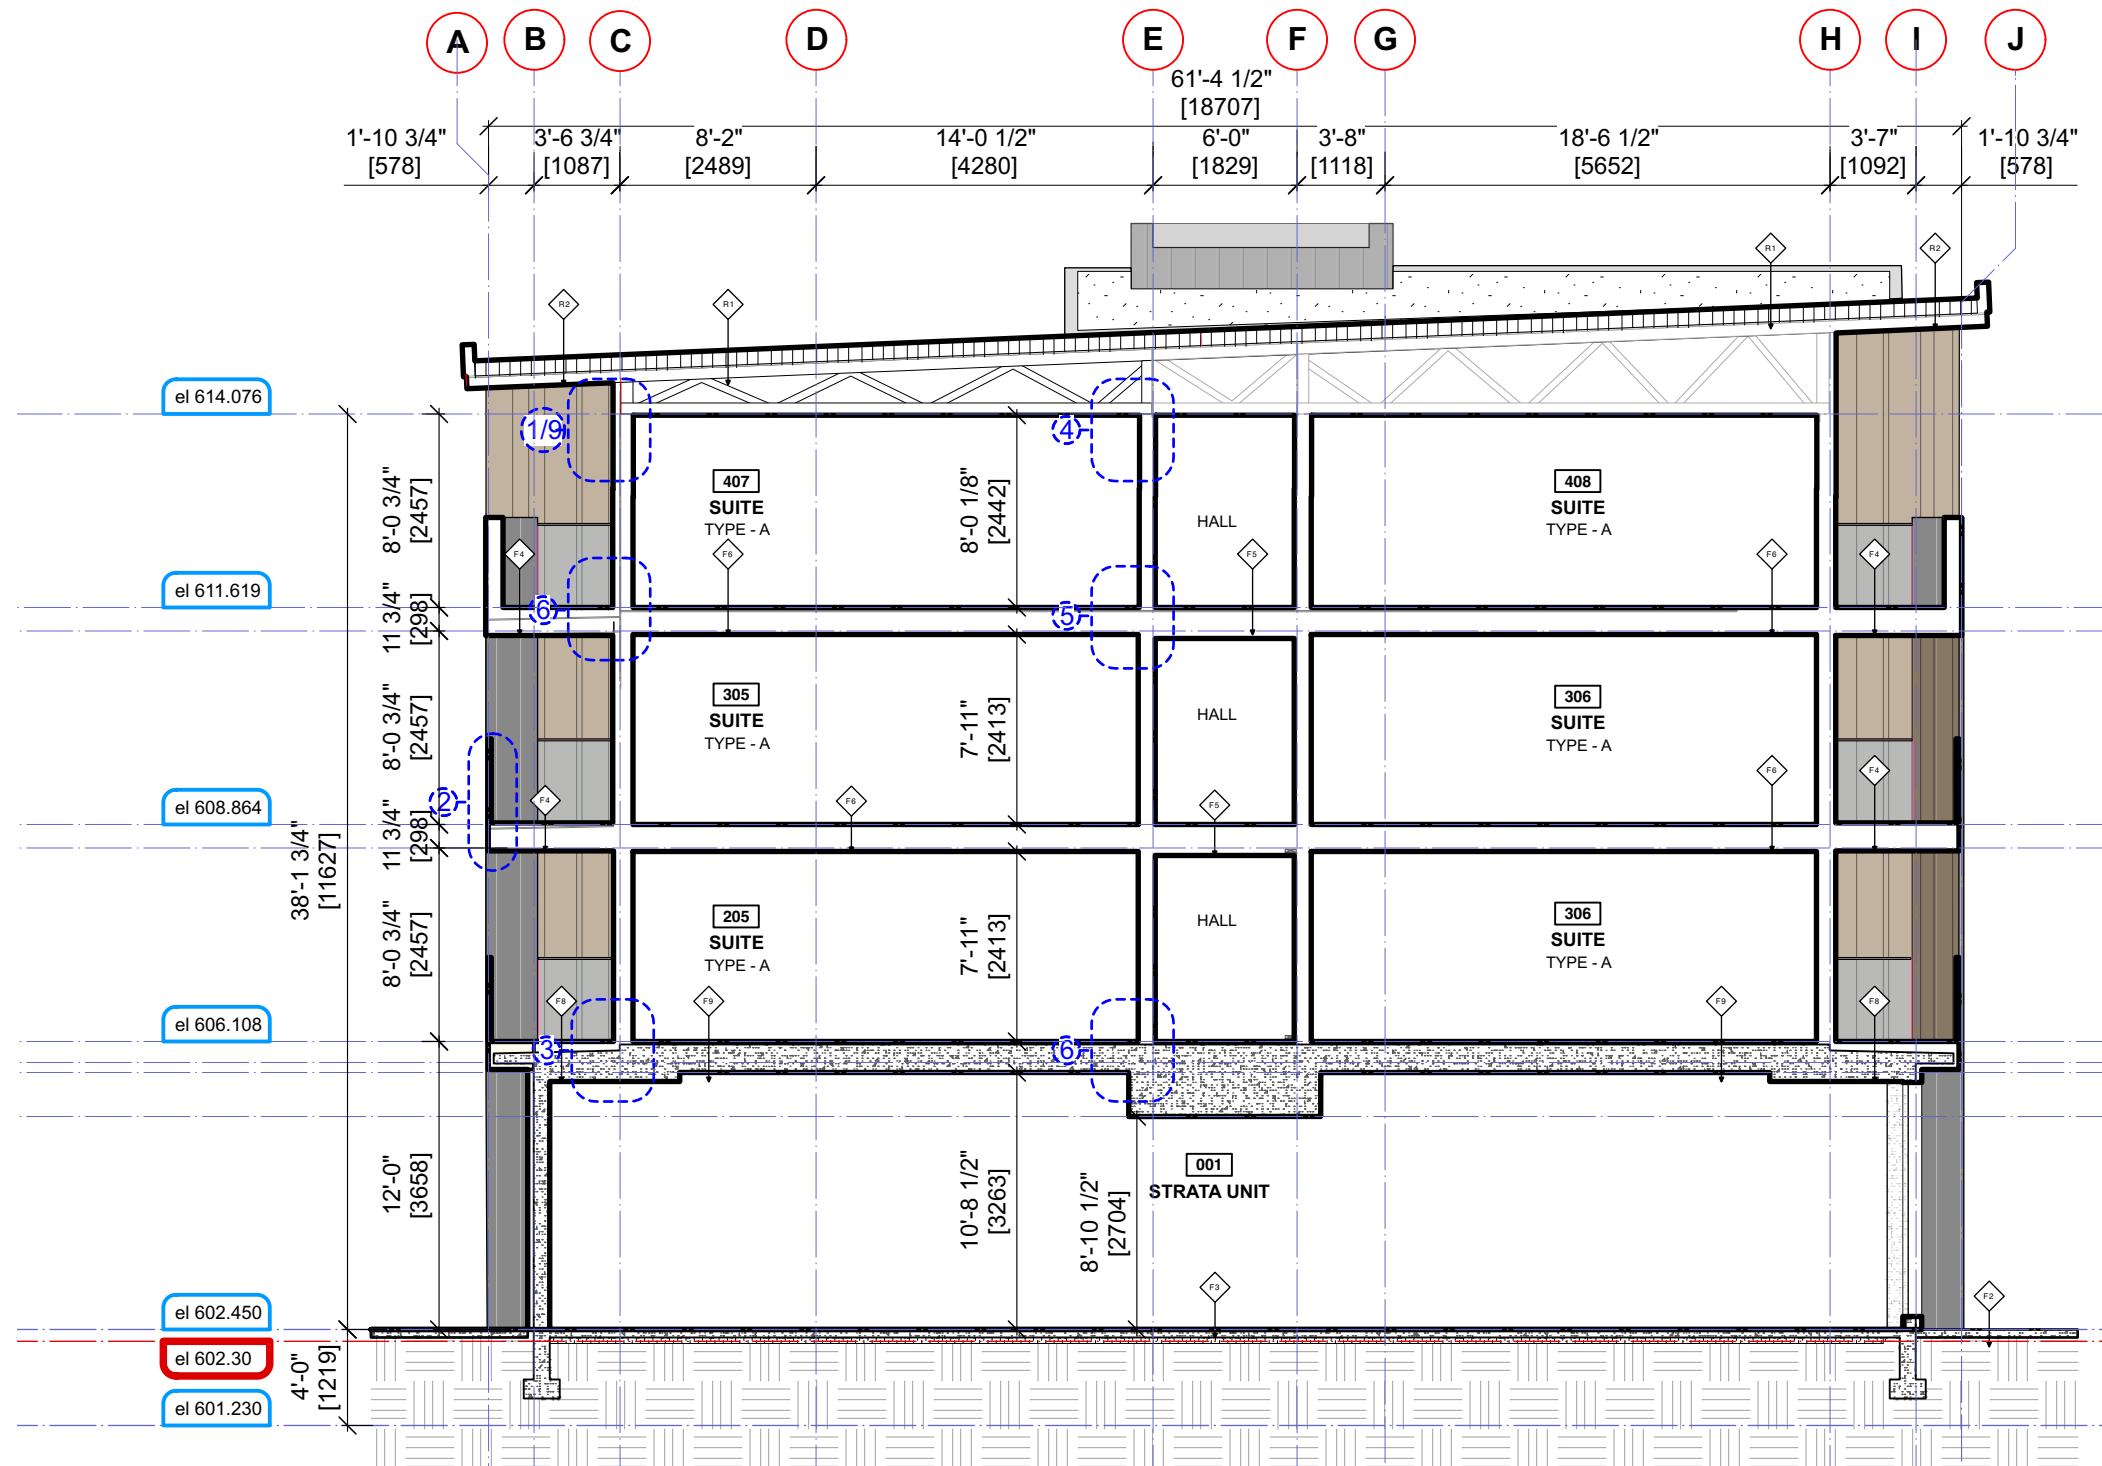 A B C D E F G H I J
61'-4 1/2"
[18707]
1'-10 3/4" 3'-6 3/4" 8'-2" 14'-0 1/2" 6'-0" 3'-8" 18'-6 1/2" 3'-7" 1'-10 3/4"
[578] [1087] [2489] [4280] [1829] [1118] [5652] [1092] [578]
R1 R2
R2 R1
el 614.076
1/9 4
8'-0 3/4"
[2457]
407
SUITE
TYPE - A
8'-0 1/8"
[2442]
HALL
408
SUITE
TYPE - A
F4 F6 F5 F6 F4
el 611.619
11 3/4"
[298]
6 5
8'-0 3/4"
[2457]
305
SUITE
TYPE - A
7'-11"
[2413]
HALL
306
SUITE
TYPE - A
F6 F4
el 608.864
2
F4 F6 F5
11 3/4"
[298]
38'-1 3/4"
[11627]
8'-0 3/4"
[2457]
205
SUITE
TYPE - A
7'-11"
[2413]
HALL
306
SUITE
TYPE - A
F8 F9 F9 F8
el 606.108
3 6
12'-0"
[3658]
10'-8 1/2"
[3263]
8'-10 1/2"
[2704]
001
STRATA UNIT
F3 F2
el 602.450
el 602.30
4'-0"
[1219]
el 601.230